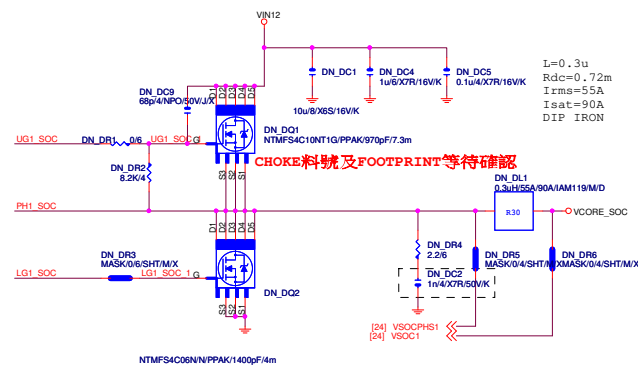 VIN12
DN_DC1
10u/8/X6S/16V/K
DN_DC4
1u/6/X7R/16V/K
DN_DC5
0.1u/4/X7R/16V/K
L=0.3u
Rdc=0.72m
Irms=55A
Isat=90A
DIP IRON
DN_DC9
68p/4/NPO/50V/J/X
D1
D2
D3
D4
D5
UG1_SOC
DN_DR1
0/6
UG1_SOC_
G
DN_DQ1
NTMFS4C10NT1G/PPAK/970pF/7.3m
S3
S2
S1
DN_DR2
8.2K/4
CHOKE料號及FOOTPRINT等待確認
DN_DL1
0.3uH/55A/90A/IAM119/M/D
R30
PH1_SOC
VCORE_SOC
D1
D2
D3
D4
D5
DN_DR3
MASK/0/6/SHT/M/X
LG1_SOC
LG1_SOC_1
G
DN_DQ2
S3
S2
S1
DN_DR4
2.2/6
DN_DC2
1n/4/X7R/50V/K
DN_DR5
MASK/0/4/SHT/M/X
DN_DR6
MASK/0/4/SHT/M/X
[24] VSOCPHS1
[24] VSOC1
NTMFS4C06N/N/PPAK/1400pF/4m